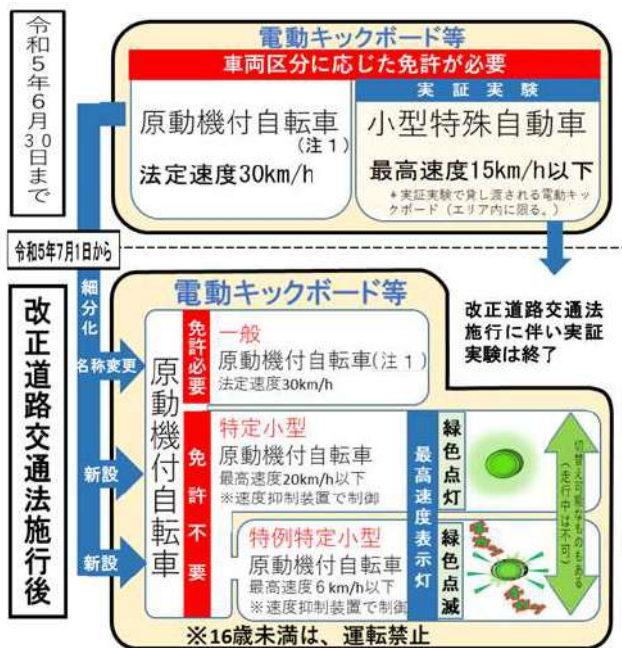 令和5年6月30日まで
電動キックボード等
車両区分に応じた免許が必要
原動機付自転車
(注1)
法定速度30km/h
実証実験
小型特殊自動車
最高速度15km/h以下
*実証実験で貸し渡される電動キッ
クボード(エリア内に限る。)
令和5年7月1日から
改正道路交通法施行後
細分化
名称変更
新設
新設
電動キックボード等
原動機付自転車
免許必要
一般
原動機付自転車(注1)
法定速度30km/h
免許不要
特定小型
原動機付自転車
最高速度20km/h以下
※速度抑制装置で制御
特例特定小型
原動機付自転車
最高速度6km/h以下
※速度抑制装置で制御
最高速度表示灯
緑色点灯
緑色点滅
切替え可能なものもある
(走行中は不可)
※16歳未満は、運転禁止
改正道路交通法
施行に伴い実証
実験は終了